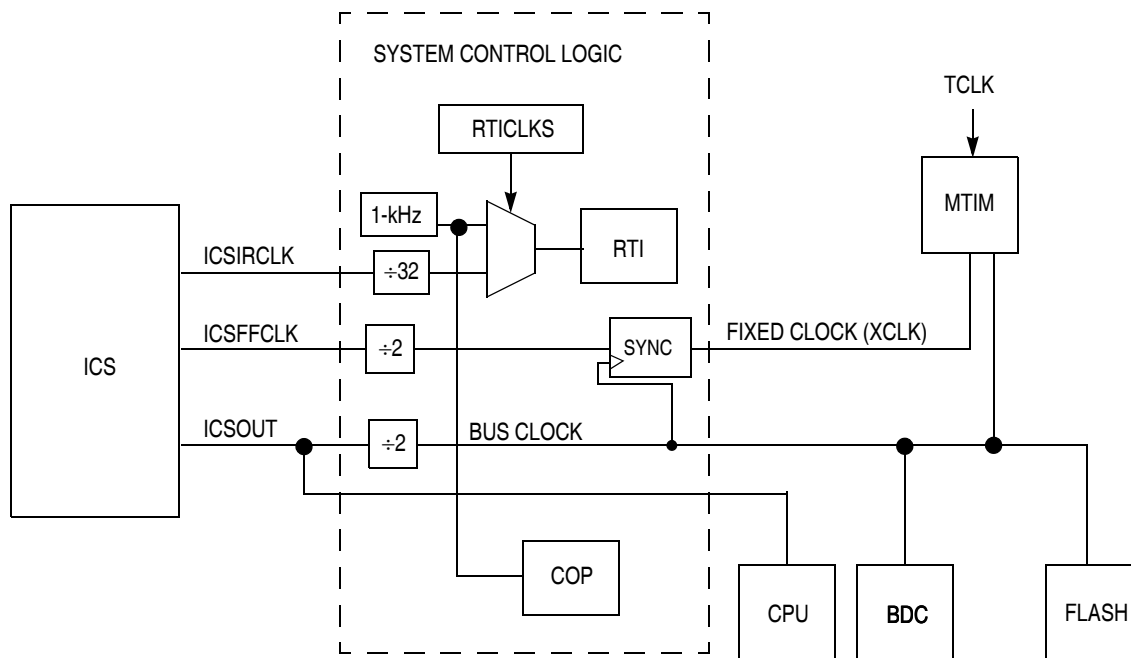 SYSTEM CONTROL LOGIC
TCLK
RTICLKS
MTIM
1-kHz
RTI
ICSIRCLK
÷32
ICSFFCLK
÷2
SYNC
FIXED CLOCK (XCLK)
ICS
ICSOUT
÷2
BUS CLOCK
COP
CPU
BDC
FLASH